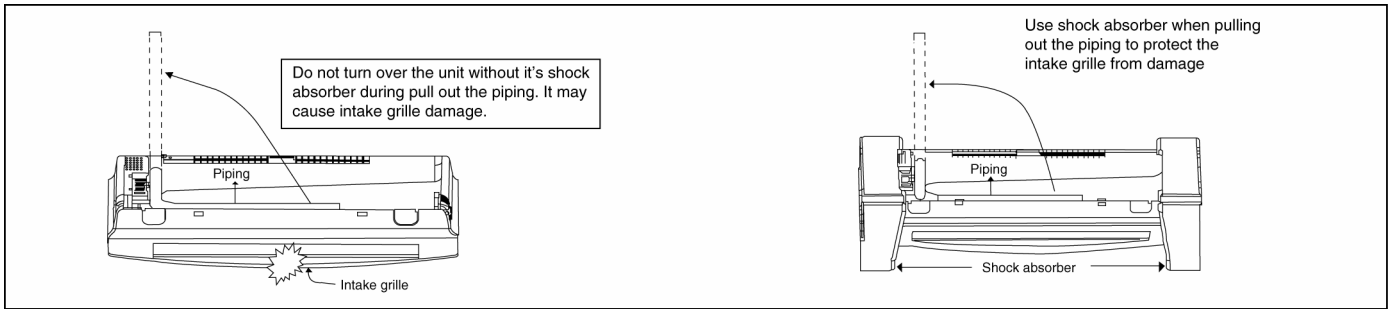 Do not turn over the unit without it's shock
absorber during pull out the piping. It may
cause intake grille damage.
Piping
Intake grille
Use shock absorber when pulling
out the piping to protect the
intake grille from damage
Piping
Shock absorber